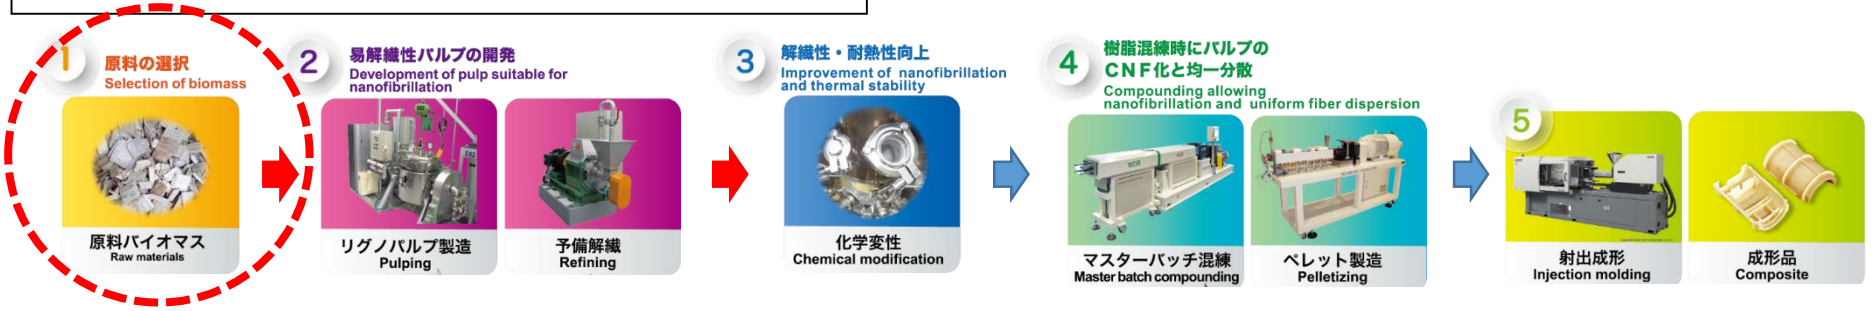 1
原料の選択
Selection of biomass
原料バイオマス
Raw materials
2
易解繊性パルプの開発
Development of pulp suitable for
nanofibrillation
リグノパルプ製造
Pulping
予備解繊
Refining
3
解繊性・耐熱性向上
Improvement of nanofibrillation
and thermal stability
化学変性
Chemical modification
4
樹脂混練時にパルプの
CNF化と均一分散
Compounding allowing
nanofibrillation and uniform fiber dispersion
マスターバッチ混練
Master batch compounding
ペレット製造
Pelletizing
5
射出成形
Injection molding
成形品
Composite